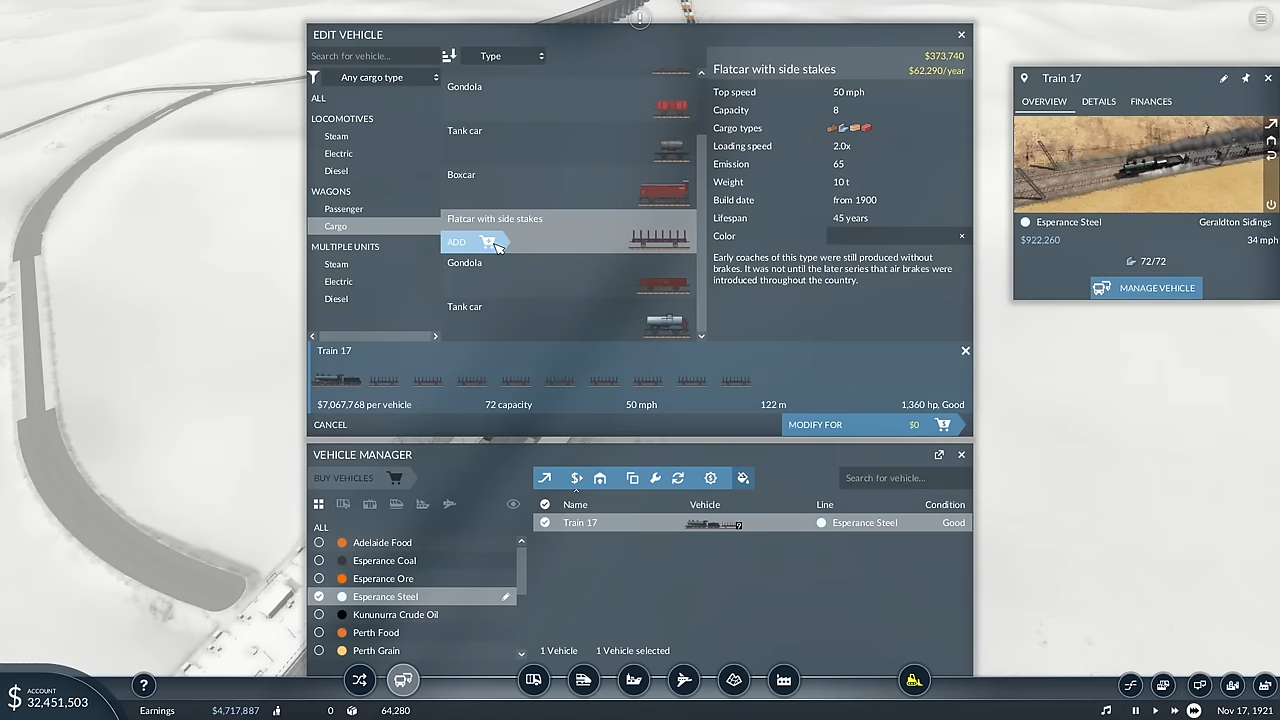 EDIT VEHICLE
Search for vehicle...
Type
Any cargo type
ALL
LOCOMOTIVES
Steam
Electric
Diesel
WAGONS
Passenger
Cargo
MULTIPLE UNITS
Steam
Electric
Diesel
Gondola
Tank car
Boxcar
Flatcar with side stakes
ADD
Gondola
Tank car
$373,740
Flatcar with side stakes
$62,290/year
Top speed 50 mph
Capacity 8
Cargo types
Loading speed 2.0x
Emission 65
Weight 10 t
Build date from 1900
Lifespan 45 years
Color
Early coaches of this type were still produced without
brakes. It was not until the later series that air brakes were
introduced throughout the country.
Train 17
$7,067,768 per vehicle 72 capacity 50 mph 122 m 1,360 hp, Good
CANCEL
MODIFY FOR $0
VEHICLE MANAGER
BUY VEHICLES
Search for vehicle...
Name Vehicle Line Condition
Train 17 9 Esperance Steel Good
ALL
Adelaide Food
Esperance Coal
Esperance Ore
Esperance Steel
Kununurra Crude Oil
Perth Food
Perth Grain
1 Vehicle 1 Vehicle selected
Train 17
OVERVIEW DETAILS FINANCES
Esperance Steel Geraldton Sidings
$922,260 34 mph
72/72
MANAGE VEHICLE
$ ACCOUNT
32,451,503
?
Earnings $4,717,887 0 64,280
Nov 17, 1921